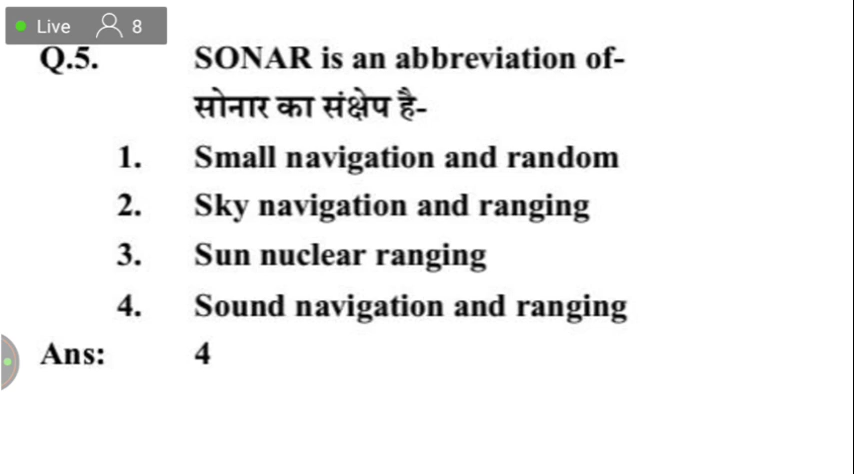 Live 8
Q.5. SONAR is an abbreviation of-
सोनार का संक्षेप है-
1. Small navigation and random
2. Sky navigation and ranging
3. Sun nuclear ranging
4. Sound navigation and ranging
Ans: 4